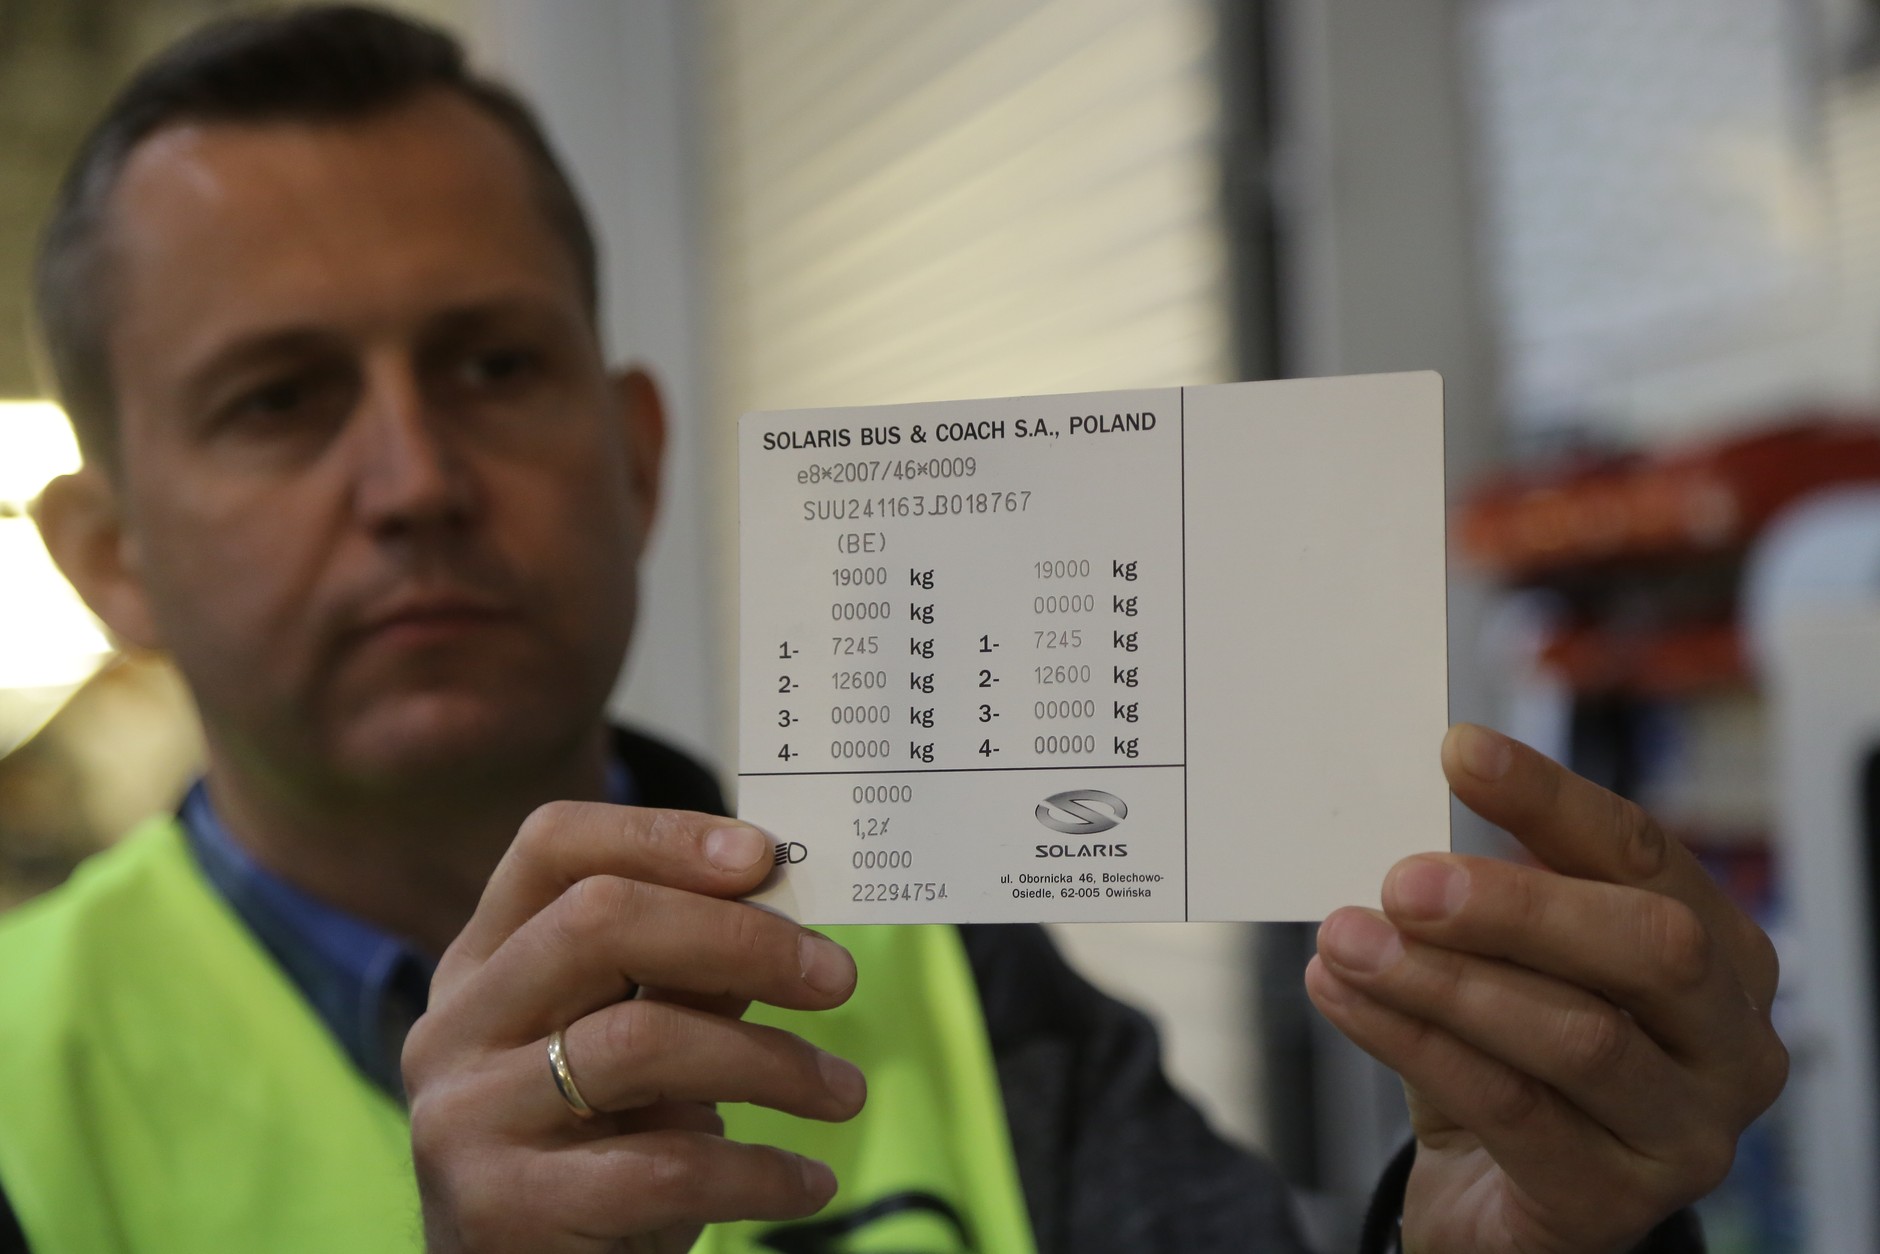 SOLARIS BUS & COACH S.A., POLAND
e8*2007/46*0009
SUU241163JB018767
(BE)
19000 kg 19000 kg
00000 kg 00000 kg
1- 7245 kg 1- 7245 kg
2- 12600 kg 2- 12600 kg
3- 00000 kg 3- 00000 kg
4- 00000 kg 4- 00000 kg
00000
1,2%
00000
22294754
SOLARIS
ul. Obornicka 46, Bolechowo-
Osiedle, 62-005 Owińska